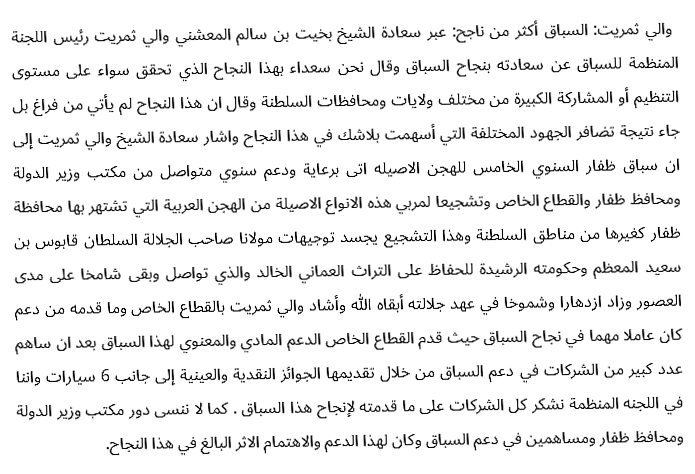 والي ثمريت: السباق أكثر من ناجح: عبر سعادة الشيخ بخيت بن سالم المعشني والي ثمريت رئيس اللجنة
المنظمة للسباق عن سعادته بنجاح السباق وقال نحن سعداء بهذا النجاح الذي تحقق سواء على مستوى
التنظيم أو المشاركة الكبيرة من مختلف ولايات ومحافظات السلطنة وقال ان هذا النجاح لم يأتي من فراغ بل
جاء نتيجة تضافر الجهود المختلفة التي أسهمت بلاشك في هذا النجاح واشار سعادة الشيخ والي ثمريت إلى
ان سباق ظفار السنوي الخامس للهجن الاصيله اتى برعاية ودعم سنوي متواصل من مكتب وزير الدولة
ومحافظ ظفار والقطاع الخاص وتشجيعا لمربي هذه الانواع الاصيلة من الهجن العربية التي تشتهر بها محافظة
ظفار كغيرها من مناطق السلطنة وهذا التشجيع يجسد توجيهات مولانا صاحب الجلالة السلطان قابوس بن
سعيد المعظم وحكومته الرشيدة للحفاظ على التراث العماني الخالد والذي تواصل وبقى شامخا على مدى
العصور وزاد ازدهارا وشموخا في عهد جلالته أبقاه الله وأشاد والي ثمريت بالقطاع الخاص وما قدمه من دعم
كان عاملا مهما في نجاح السباق حيث قدم القطاع الخاص الدعم المادي والمعنوي لهذا السباق بعد ان ساهم
عدد كبير من الشركات في دعم السباق من خلال تقديمها الجوائز النقدية والعينية إلى جانب 6 سيارات واننا
في اللجنه المنظمة نشكر كل الشركات على ما قدمته لإنجاح هذا السباق . كما لا ننسى دور مكتب وزير الدولة
ومحافظ ظفار ومساهمين في دعم السباق وكان لهذا الدعم والاهتمام الاثر البالغ في هذا النجاح.